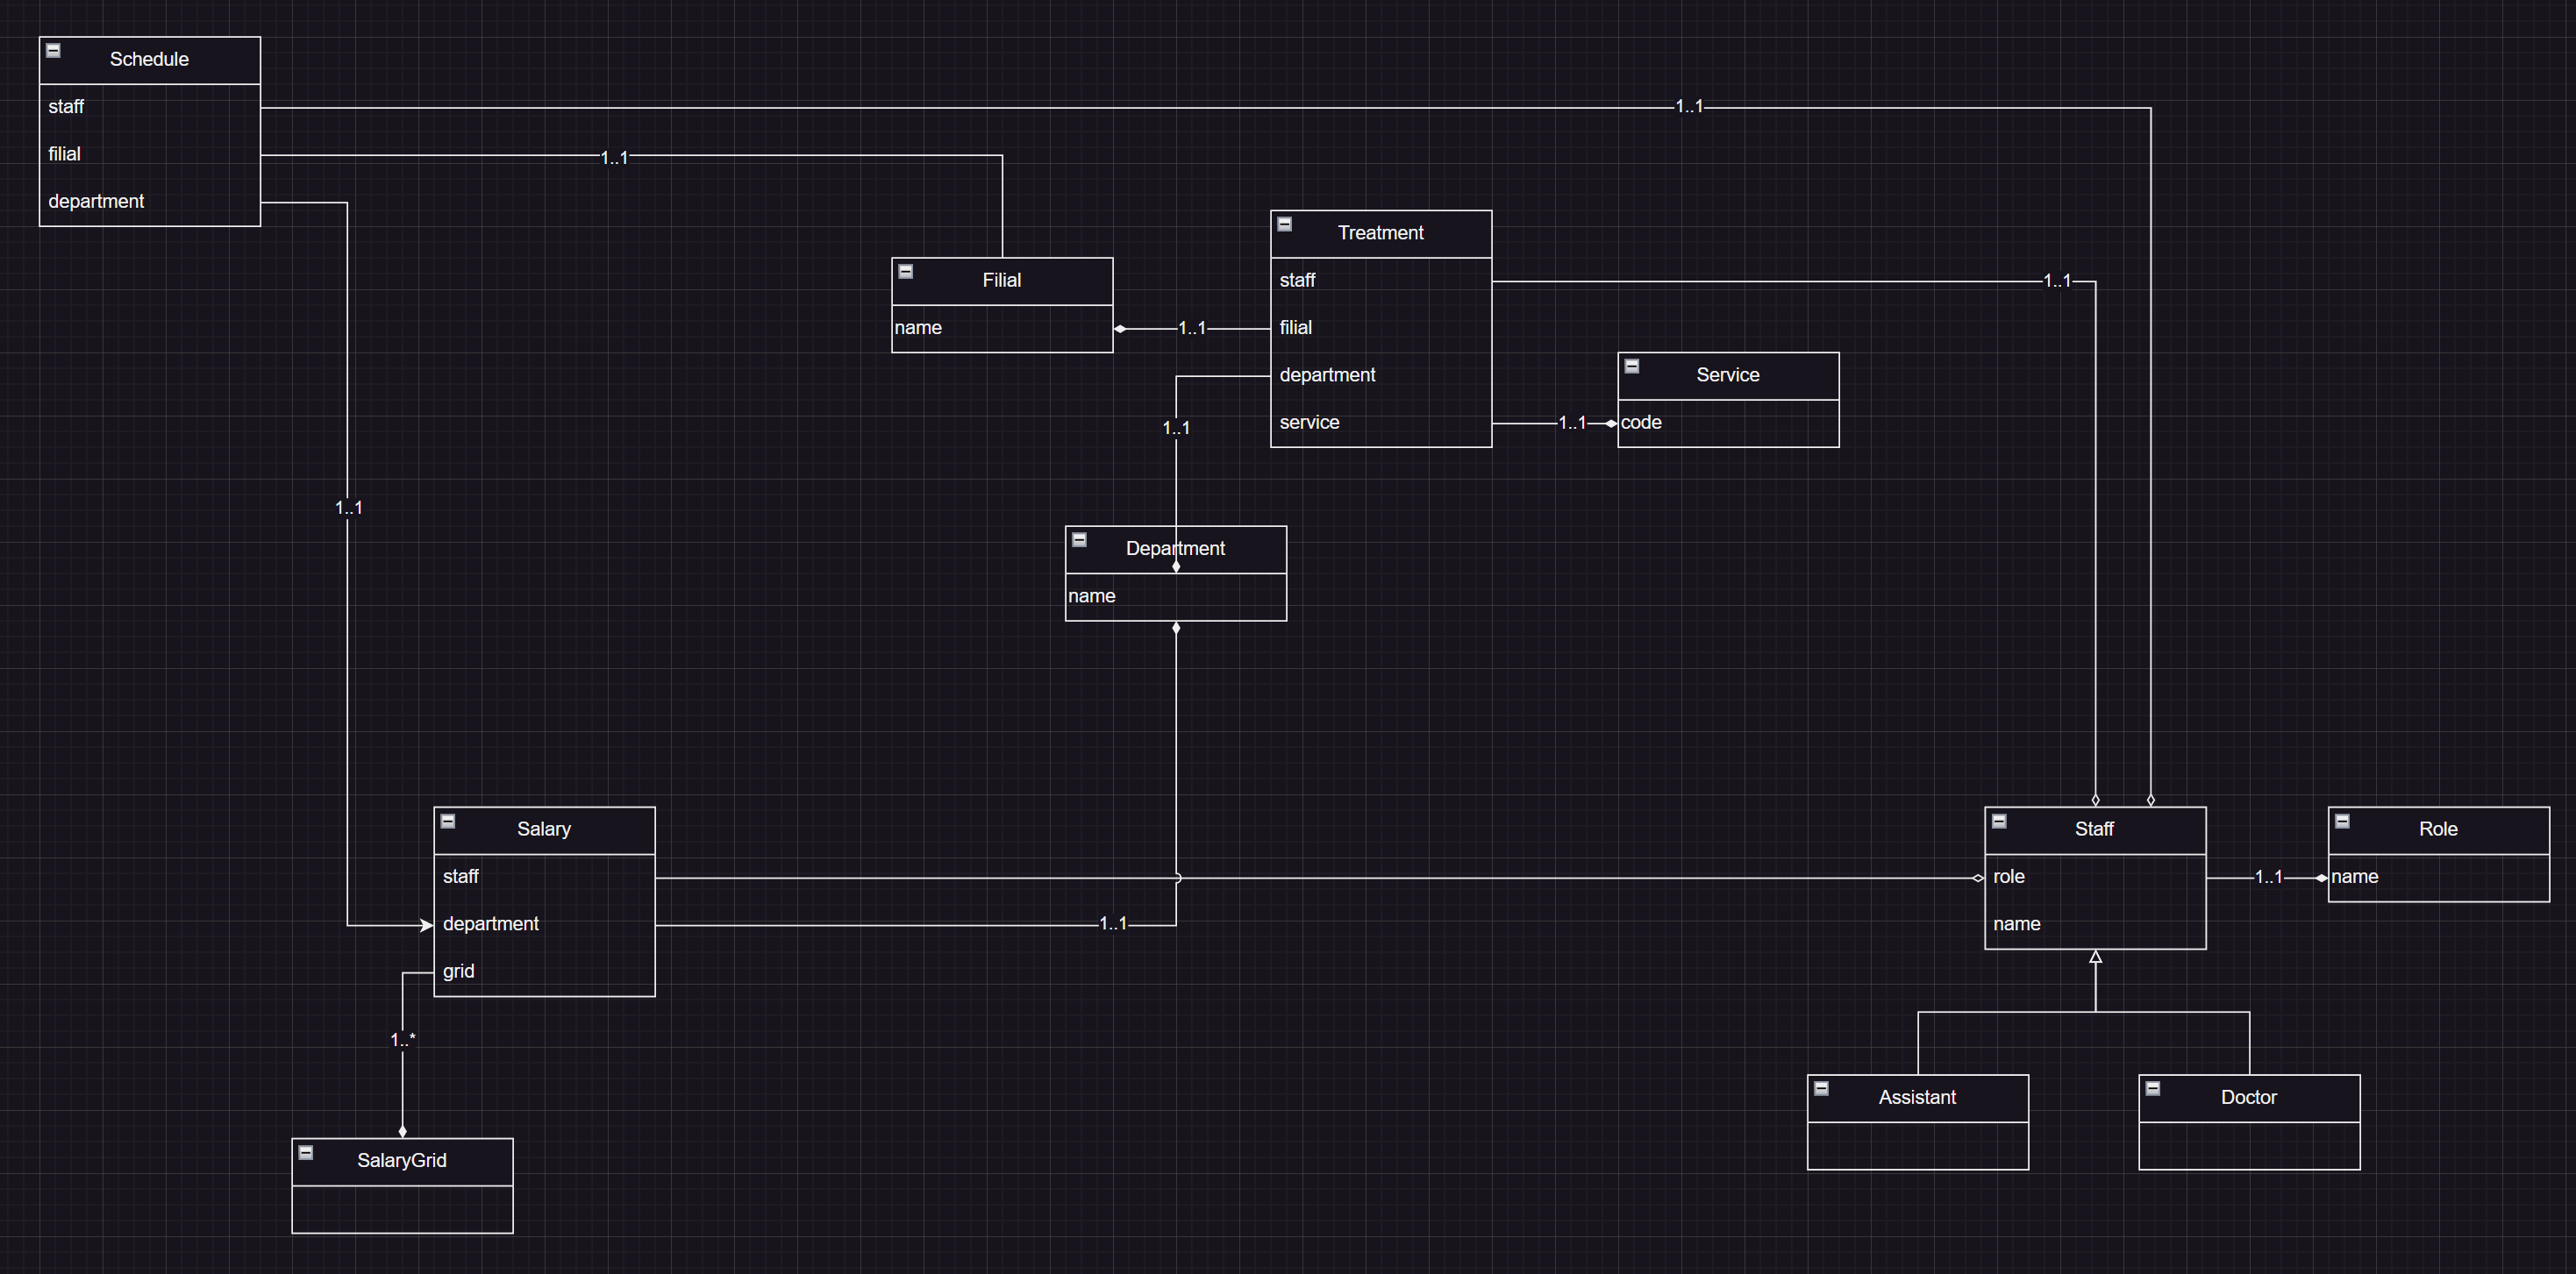 Schedule
staff
filial
department
1..1
1..1
1..1
Filial
name
1..1
Treatment
staff
filial
department
service
1..1
1..1
1..1
Service
code
Department
name
Salary
staff
department
grid
1..1
1..*
SalaryGrid
Staff
role
name
1..1
Role
name
Assistant
Doctor